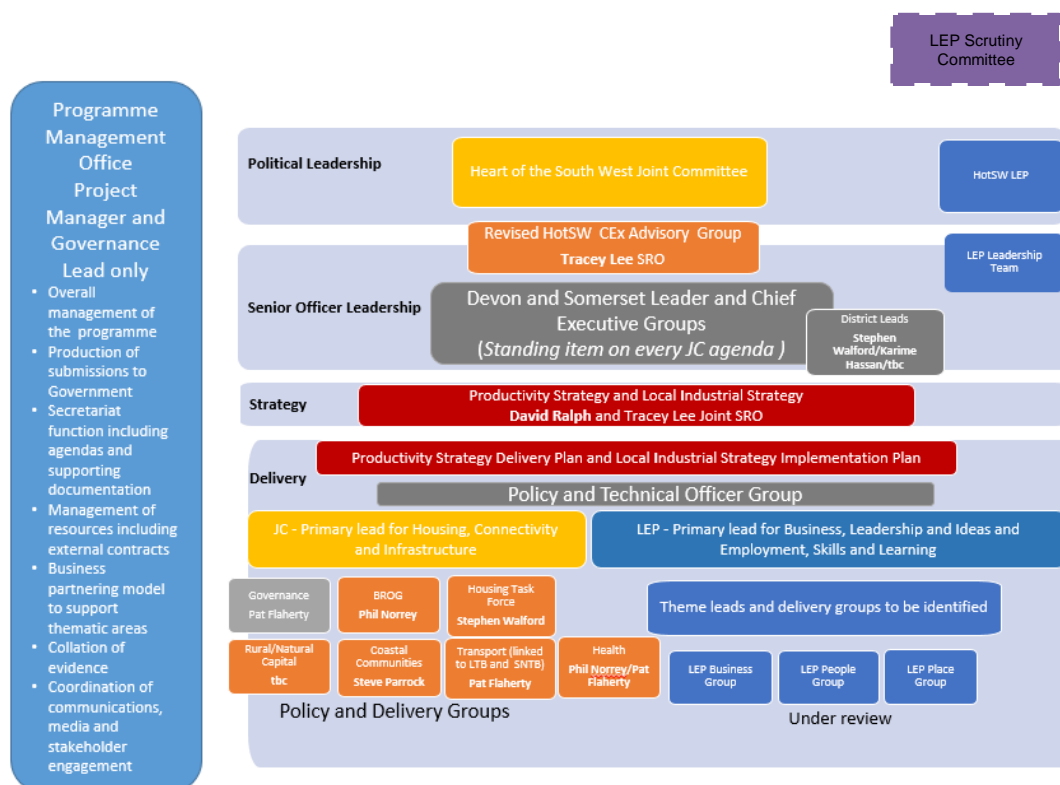 LEP Scrutiny
Committee
Programme
Management
Office
Project
Manager and
Governance
Lead only
• Overall
management of
the programme
• Production of
submissions to
Government
• Secretariat
function including
agendas and
supporting
documentation
• Management of
resources including
external contracts
• Business
partnering model
to support
thematic areas
• Collation of
evidence
• Coordination of
communications,
media and
stakeholder
engagement
Political Leadership
Heart of the South West Joint Committee
HotSW LEP
Revised HotSW CEx Advisory Group
Tracey Lee SRO
LEP Leadership
Team
Senior Officer Leadership
Devon and Somerset Leader and Chief
Executive Groups
(Standing item on every JC agenda )
District Leads
Stephen
Walford/Karime
Hassan/tbc
Strategy
Productivity Strategy and Local Industrial Strategy
David Ralph and Tracey Lee Joint SRO
Delivery
Productivity Strategy Delivery Plan and Local Industrial Strategy Implementation Plan
Policy and Technical Officer Group
JC - Primary lead for Housing, Connectivity
and Infrastructure
LEP - Primary lead for Business, Leadership and Ideas and
Employment, Skills and Learning
Governance
Pat Flaherty
BROG
Phil Norrey
Housing Task
Force
Stephen Walford
Theme leads and delivery groups to be identified
Rural/Natural
Capital
tbc
Coastal
Communities
Steve Parrock
Transport (linked
to LTB and SNTB)
Pat Flaherty
Health
Phil Norrey/Pat
Flaherty
LEP Business
Group
LEP People
Group
LEP Place
Group
Policy and Delivery Groups
Under review